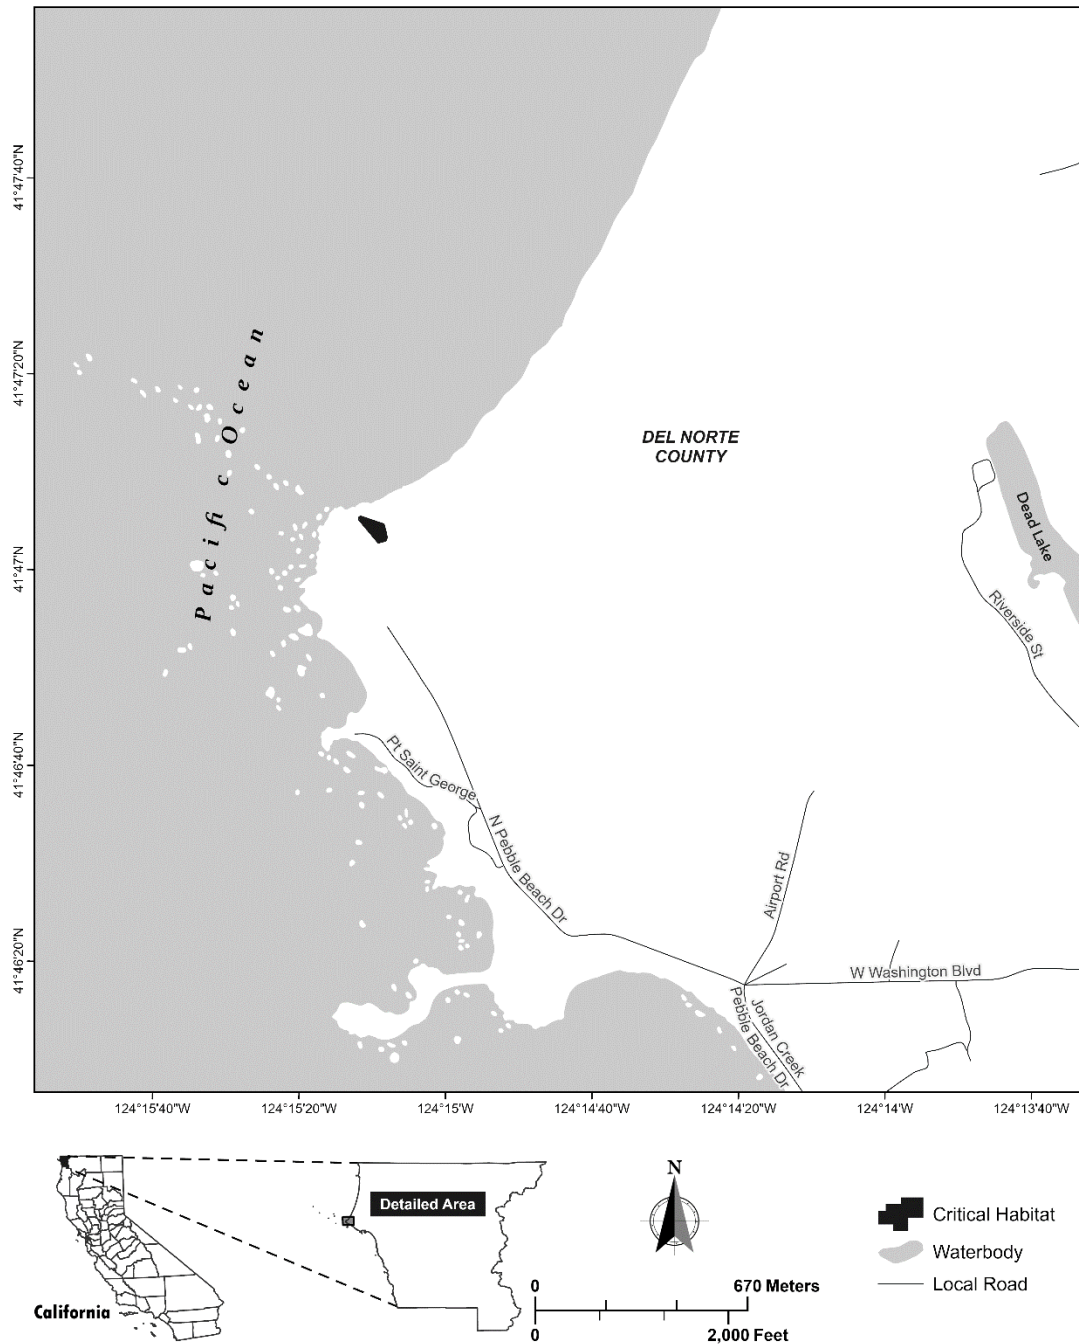 41°47'40"N
41°47'20"N
41°47'N
41°46'40"N
41°46'20"N
Pacific Ocean
DEL NORTE
COUNTY
Dead Lake
Riverside St
Pt Saint George
N Pebble Beach Dr
Airport Rd
W Washington Blvd
Jordan Creek
Pebble Beach Dr
124°15'40"W
124°15'20"W
124°15'W
124°14'40"W
124°14'20"W
124°14'W
124°13'40"W
California
Detailed Area
N
0
670 Meters
0
2,000 Feet
Critical Habitat
Waterbody
Local Road